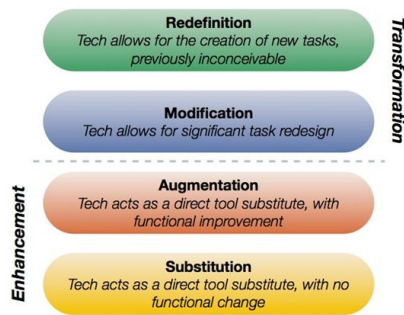 Redefinition
Tech allows for the creation of new tasks,
previously inconceivable
Modification
Tech allows for significant task redesign
Transformation
Augmentation
Tech acts as a direct tool substitute, with
functional improvement
Substitution
Tech acts as a direct tool substitute, with no
functional change
Enhancement